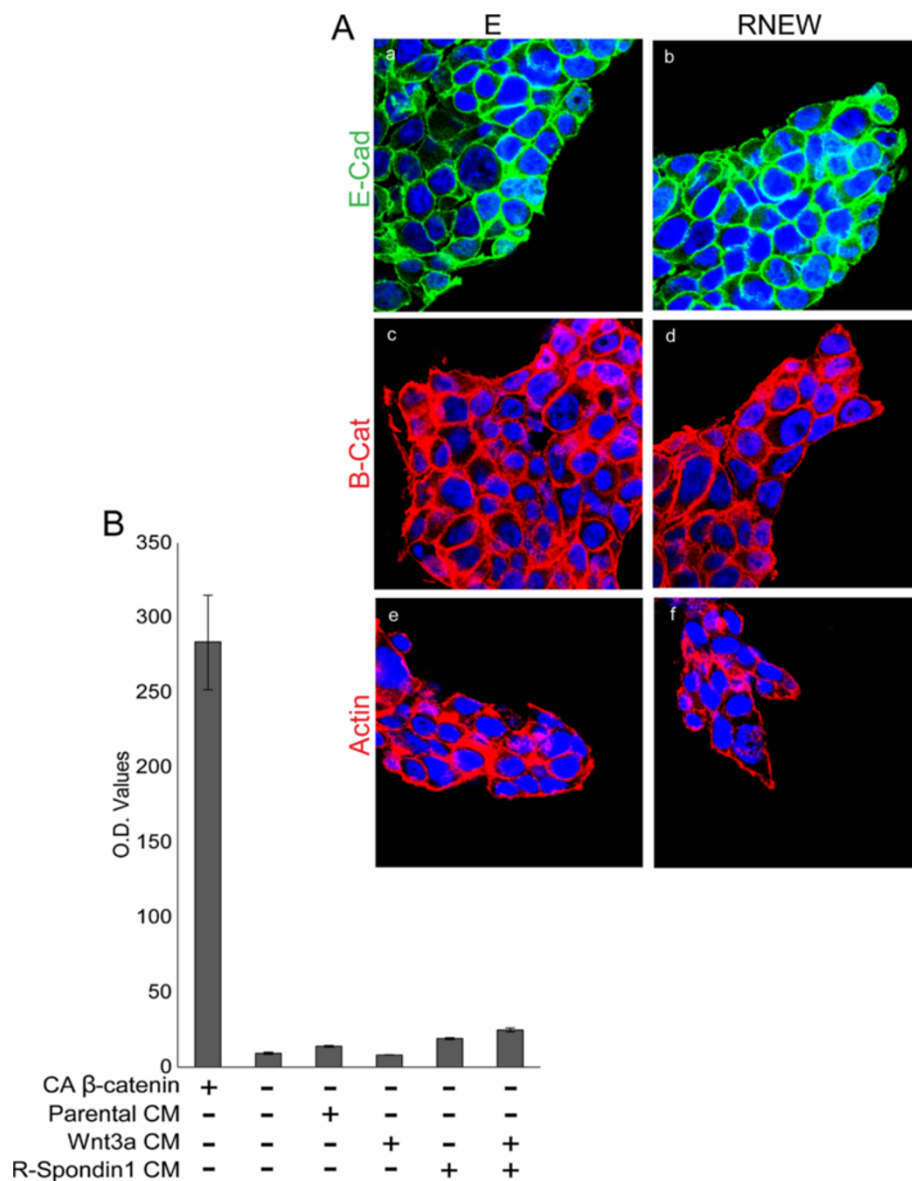 A
E RNEW
a b
E-Cad
c d
B-Cat
e f
Actin
B
350
300
250
200
150
100
50
0
O.D. Values
CA β-catenin + - - - - -
Parental CM - - + - - -
Wnt3a CM - - - + - +
R-Spondin1 CM - - - - + +